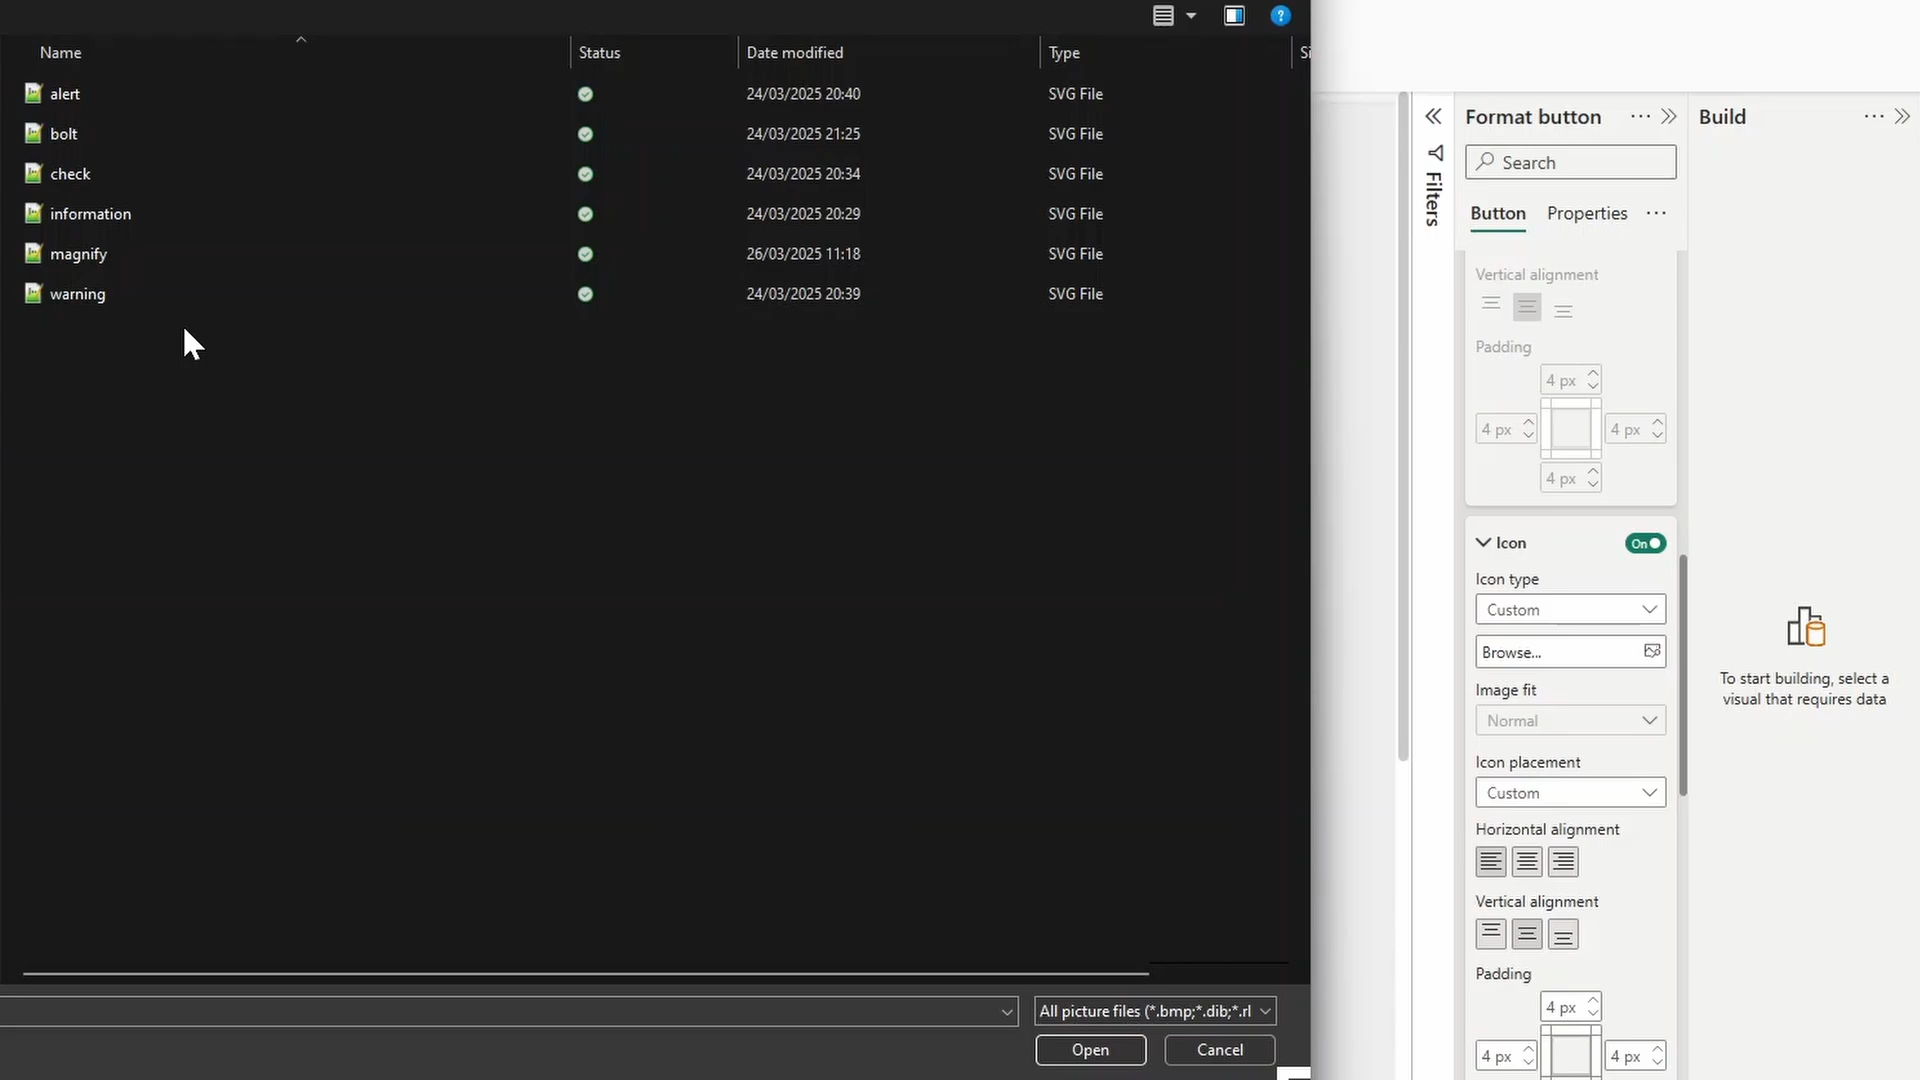 Name
Status
Date modified
Type
Si
alert
24/03/2025 20:40
SVG File
bolt
24/03/2025 21:25
SVG File
check
24/03/2025 20:34
SVG File
information
24/03/2025 20:29
SVG File
magnify
26/03/2025 11:18
SVG File
warning
24/03/2025 20:39
SVG File
All picture files (*.bmp;*.dib;*.rl
Open
Cancel
Filters
Format button
Search
Button
Properties
Vertical alignment
Padding
4 px
4 px
4 px
4 px
Icon
On
Icon type
Custom
Browse...
Image fit
Normal
Icon placement
Custom
Horizontal alignment
Vertical alignment
Padding
4 px
4 px
4 px
Build
To start building, select a
visual that requires data